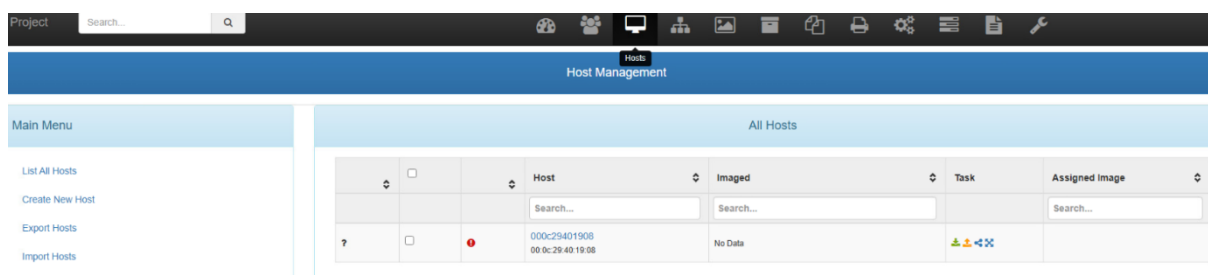 Project Search...
Hosts
Host Management
Main Menu
All Hosts
List All Hosts
Create New Host
Export Hosts
Import Hosts
Host Imaged Task Assigned Image
Search... Search... Search...
? 000c29401908 No Data
00:0c:29:40:19:08